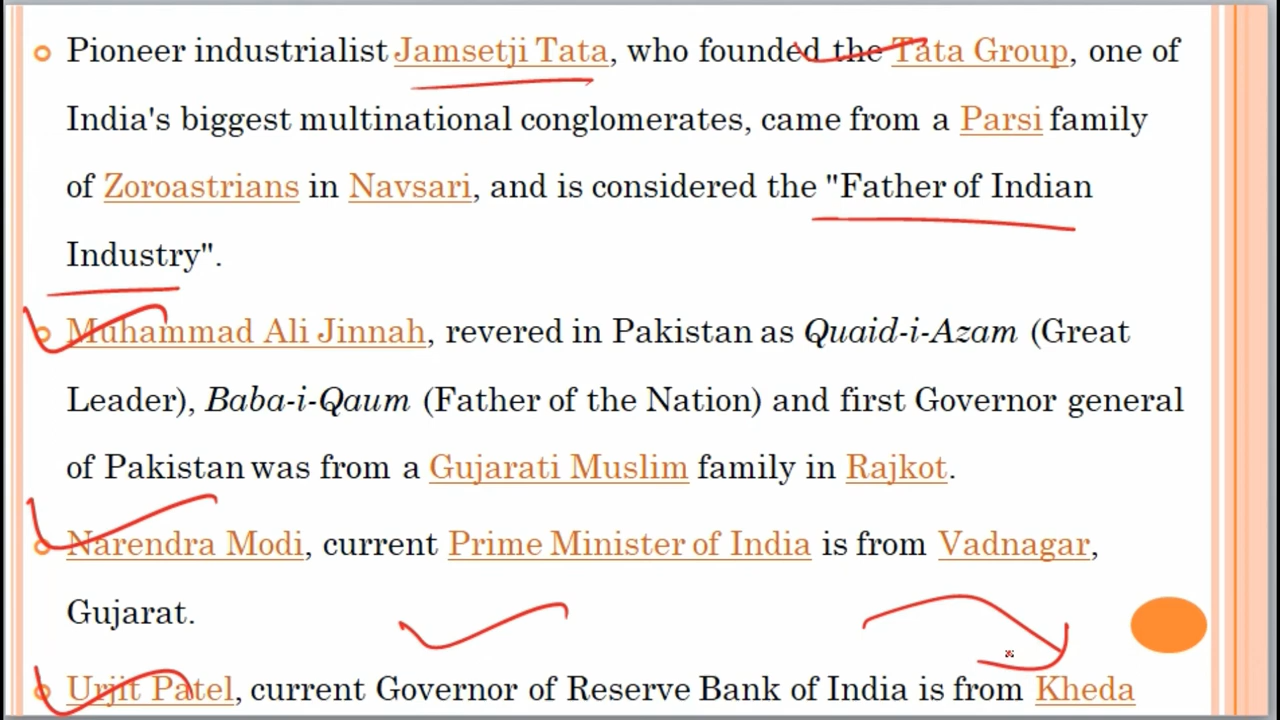 Pioneer industrialist Jamsetji Tata, who founded the Tata Group, one of
India's biggest multinational conglomerates, came from a Parsi family
of Zoroastrians in Navsari, and is considered the "Father of Indian
Industry".
Muhammad Ali Jinnah, revered in Pakistan as Quaid-i-Azam (Great
Leader), Baba-i-Qaum (Father of the Nation) and first Governor general
of Pakistan was from a Gujarati Muslim family in Rajkot.
Narendra Modi, current Prime Minister of India is from Vadnagar,
Gujarat.
Urjit Patel, current Governor of Reserve Bank of India is from Kheda